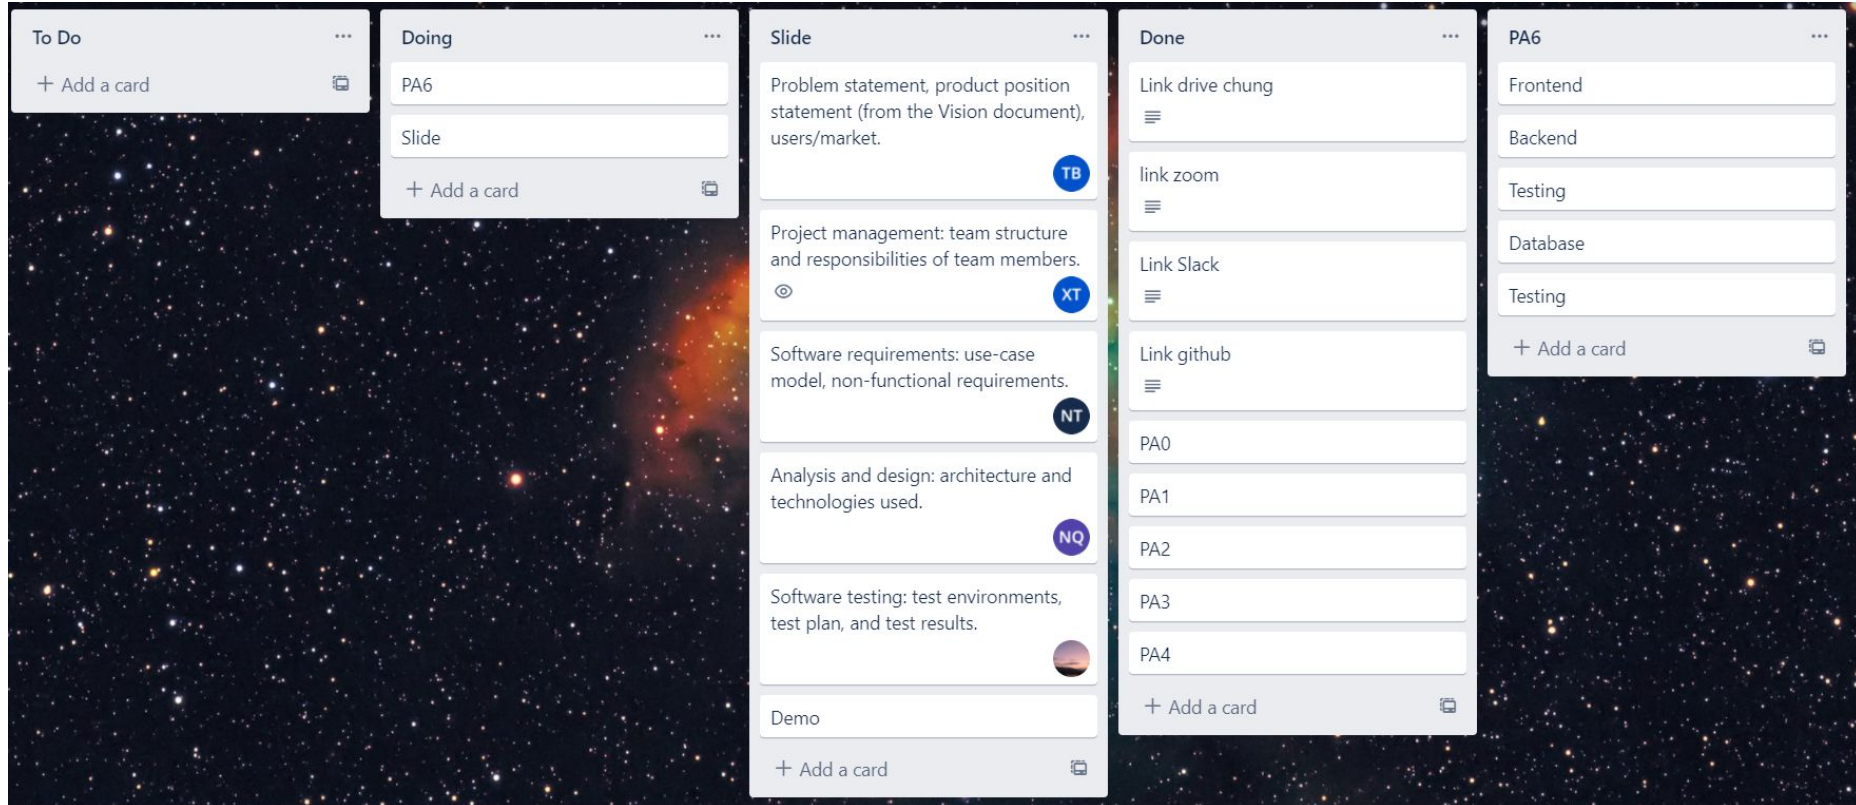 To Do
+ Add a card
Doing
PA6
Slide
+ Add a card
Slide
Problem statement, product position
statement (from the Vision document),
users/market.
TB
Project management: team structure
and responsibilities of team members.
XT
Software requirements: use-case
model, non-functional requirements.
NT
Analysis and design: architecture and
technologies used.
NQ
Software testing: test environments,
test plan, and test results.
Demo
+ Add a card
Done
Link drive chung
link zoom
Link Slack
Link github
PA0
PA1
PA2
PA3
PA4
+ Add a card
PA6
Frontend
Backend
Testing
Database
Testing
+ Add a card